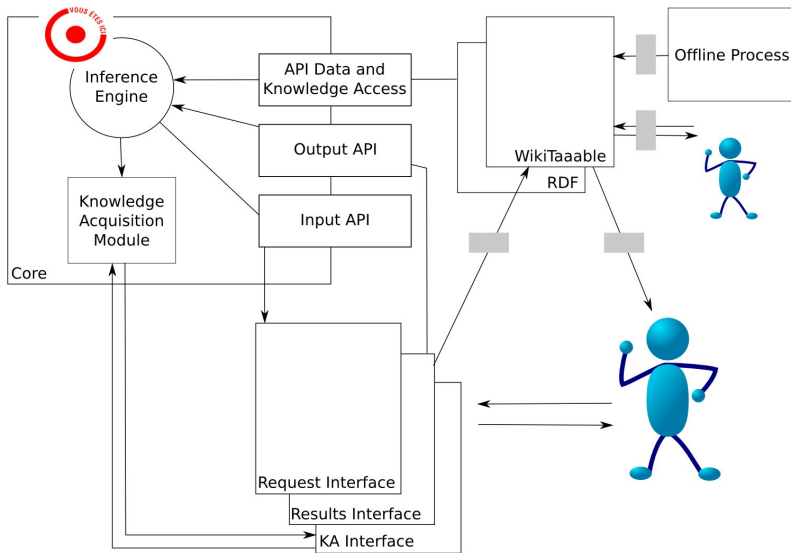 VOUS ÊTES ICI
Inference
Engine
API Data and
Knowledge Access
Offline Process
Output API
WikiTaaable
RDF
Knowledge
Acquisition
Module
Input API
Core
Request Interface
Results Interface
KA Interface